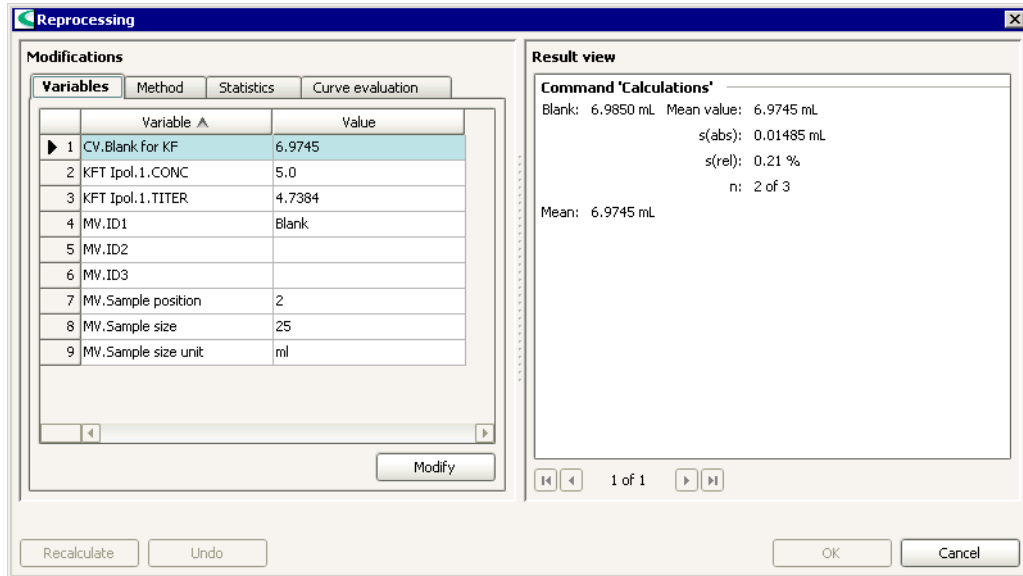 Reprocessing
Modifications
Variables Method Statistics Curve evaluation
Variable Value
1 CV.Blank for KF 6.9745
2 KFT Ipol.1.CONC 5.0
3 KFT Ipol.1.TITER 4.7384
4 MV.ID1 Blank
5 MV.ID2
6 MV.ID3
7 MV.Sample position 2
8 MV.Sample size 25
9 MV.Sample size unit ml
Modify
Result view
Command 'Calculations'
Blank: 6.9850 mL Mean value: 6.9745 mL
s(abs): 0.01485 mL
s(rel): 0.21 %
n: 2 of 3
Mean: 6.9745 mL
1 of 1
Recalculate Undo OK Cancel